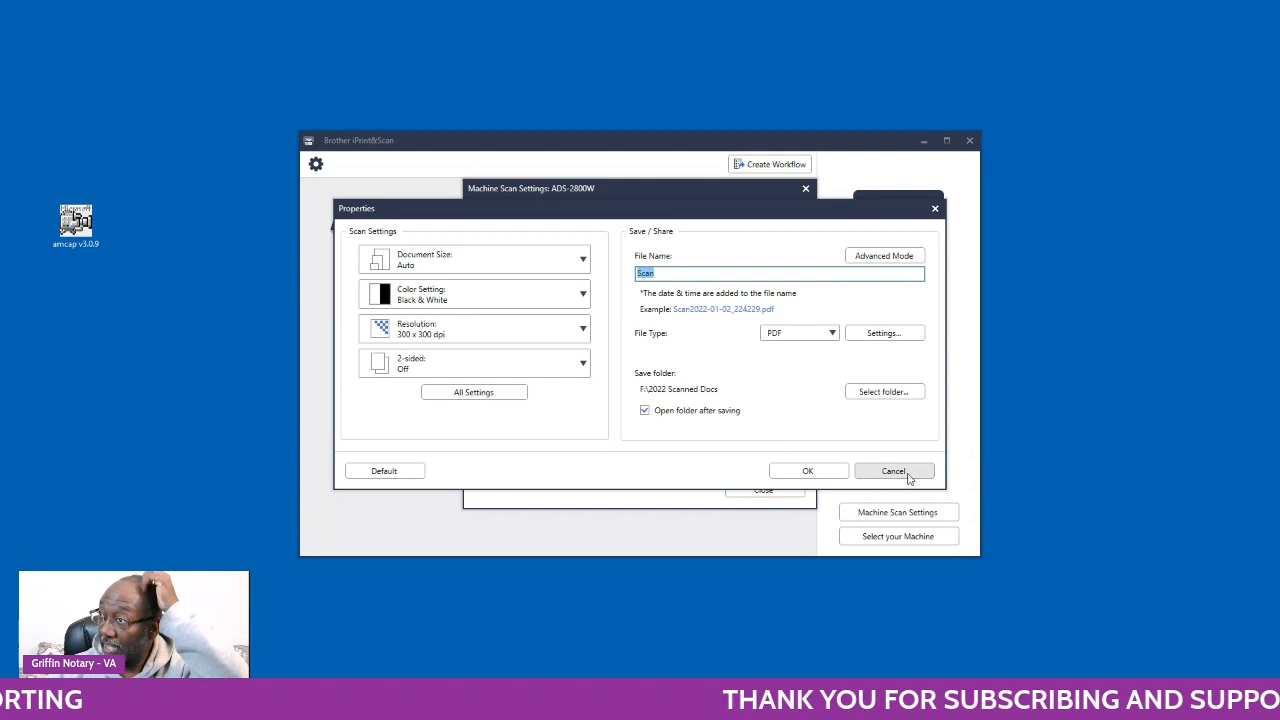 Brother iPrint&Scan
Create Workflow
Machine Scan Settings: ADS-2800W
Properties
Scan Settings
Document Size:
Auto
Color Setting:
Black & White
Resolution:
300 x 300 dpi
2-sided:
Off
All Settings
Save / Share
File Name:
Advanced Mode
Scan
*The date & time are added to the file name
Example: Scan2022-01-02_224229.pdf
File Type:
PDF
Settings...
Save folder:
F:\2022 Scanned Docs
Select folder...
Open folder after saving
Default
OK
Cancel
Close
Machine Scan Settings
Select your Machine
Microsoft
amcap v3.0.9
Griffin Notary - VA
ORTING
THANK YOU FOR SUBSCRIBING AND SUPPO